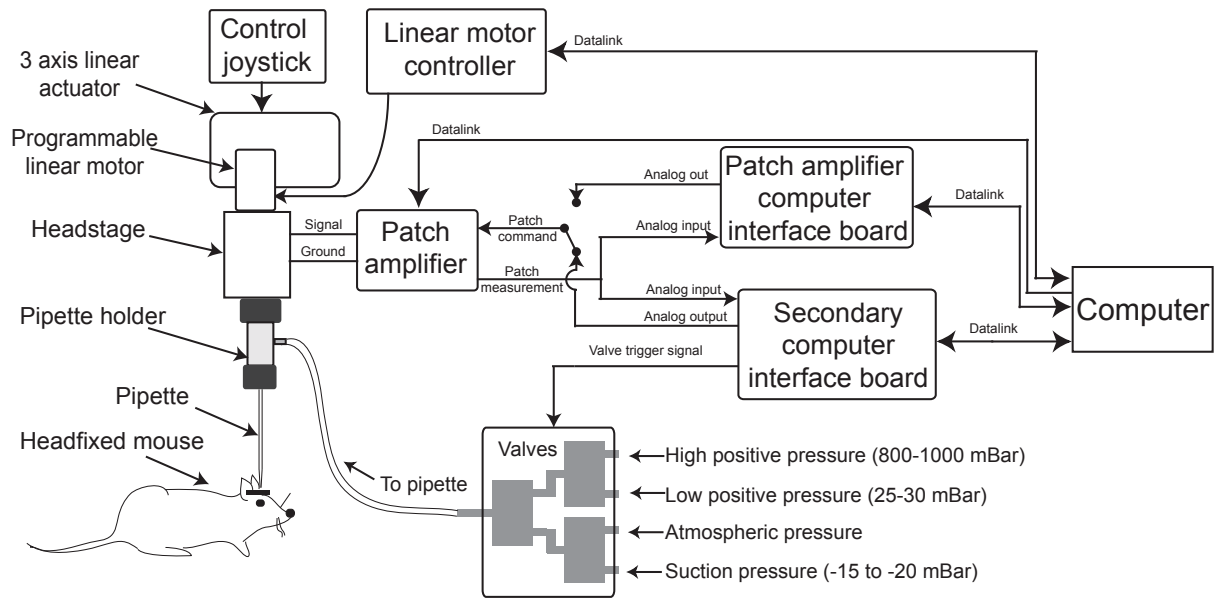 Control
joystick
Linear motor
controller
Datalink
3 axis linear
actuator
Programmable
linear motor
Datalink
Patch amplifier
computer
interface board
Analog out
Datalink
Headstage
Signal
Ground
Patch
amplifier
Patch
command
Analog input
Patch
measurement
Analog input
Analog output
Secondary
computer
interface board
Datalink
Computer
Pipette holder
Valve trigger signal
Pipette
Headfixed mouse
To pipette
Valves
High positive pressure (800-1000 mBar)
Low positive pressure (25-30 mBar)
Atmospheric pressure
Suction pressure (-15 to -20 mBar)